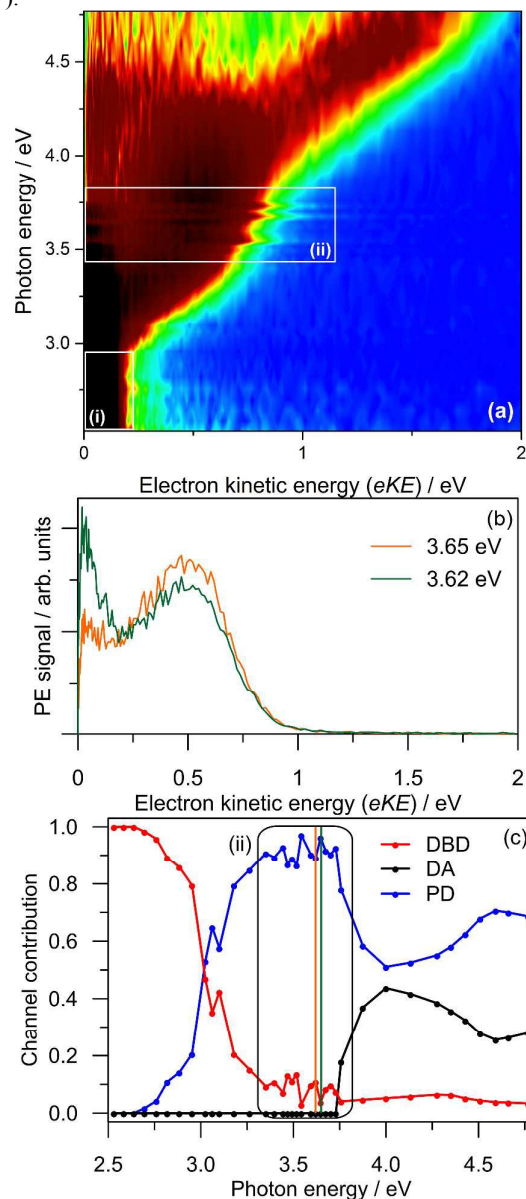 ).
4.5
4.0
3.5
3.0
Photon energy / eV
(ii)
(i)
(a)
0 1 2
Electron kinetic energy (eKE) / eV
(b)
3.65 eV
3.62 eV
PE signal / arb. units
0 0.5 1 1.5 2
Electron kinetic energy (eKE) / eV
1.0
0.8
0.6
0.4
0.2
0.0
Channel contribution
(ii)
(c)
DBD
DA
PD
2.5 3.0 3.5 4.0 4.5
Photon energy / eV